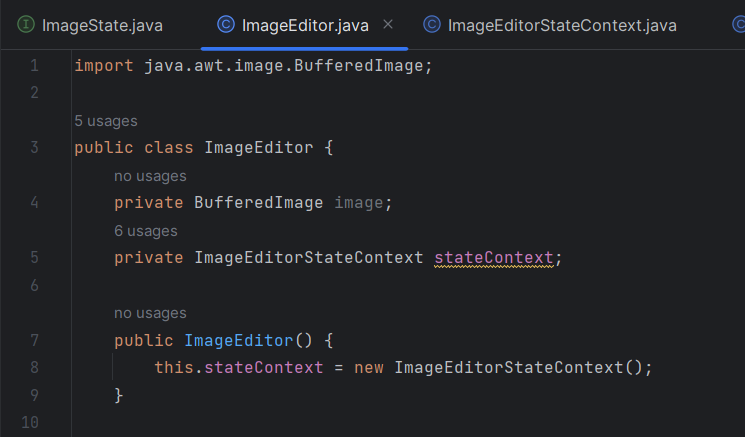 ImageState.java ImageEditor.java ImageEditorStateContext.java
1 import java.awt.image.BufferedImage;
2
5 usages
3 public class ImageEditor {
no usages
4 private BufferedImage image;
6 usages
5 private ImageEditorStateContext stateContext;
6
no usages
7 public ImageEditor() {
8 this.stateContext = new ImageEditorStateContext();
9 }
10